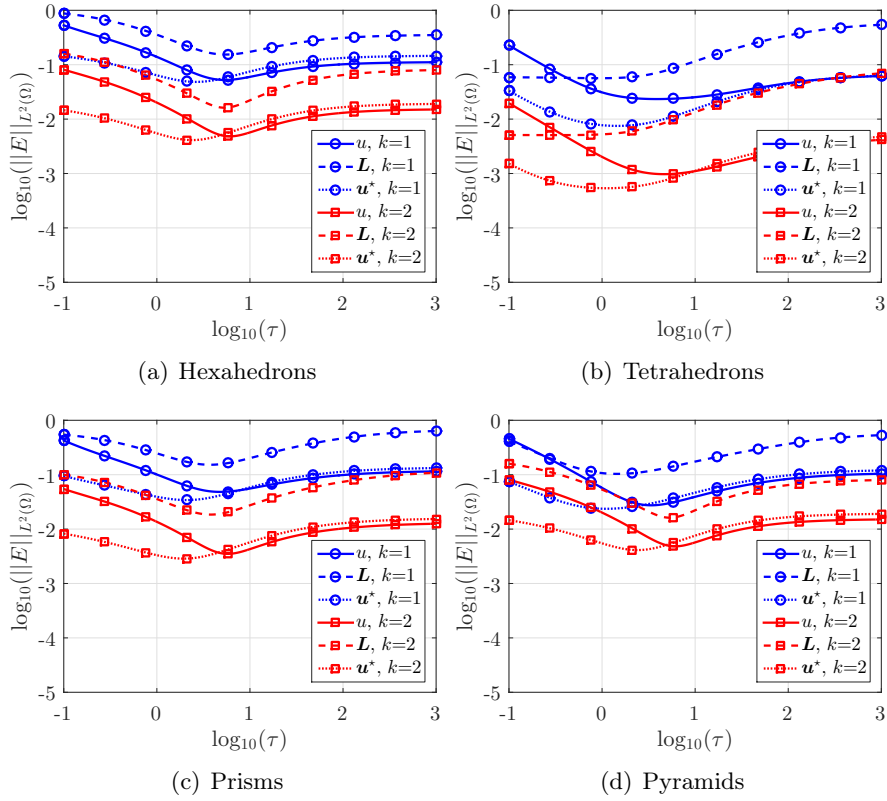 0
-1
-2
-3
-4
-5
-1
0
1
2
3
log₁₀(||E||_{L²(Ω)})
log₁₀(τ)
u, k=1
L, k=1
u⋆, k=1
u, k=2
L, k=2
u⋆, k=2
(a) Hexahedrons
0
-1
-2
-3
-4
-5
-1
0
1
2
3
log₁₀(||E||_{L²(Ω)})
log₁₀(τ)
u, k=1
L, k=1
u⋆, k=1
u, k=2
L, k=2
u⋆, k=2
(b) Tetrahedrons
0
-1
-2
-3
-4
-5
-1
0
1
2
3
log₁₀(||E||_{L²(Ω)})
log₁₀(τ)
u, k=1
L, k=1
u⋆, k=1
u, k=2
L, k=2
u⋆, k=2
(c) Prisms
0
-1
-2
-3
-4
-5
-1
0
1
2
3
log₁₀(||E||_{L²(Ω)})
log₁₀(τ)
u, k=1
L, k=1
u⋆, k=1
u, k=2
L, k=2
u⋆, k=2
(d) Pyramids